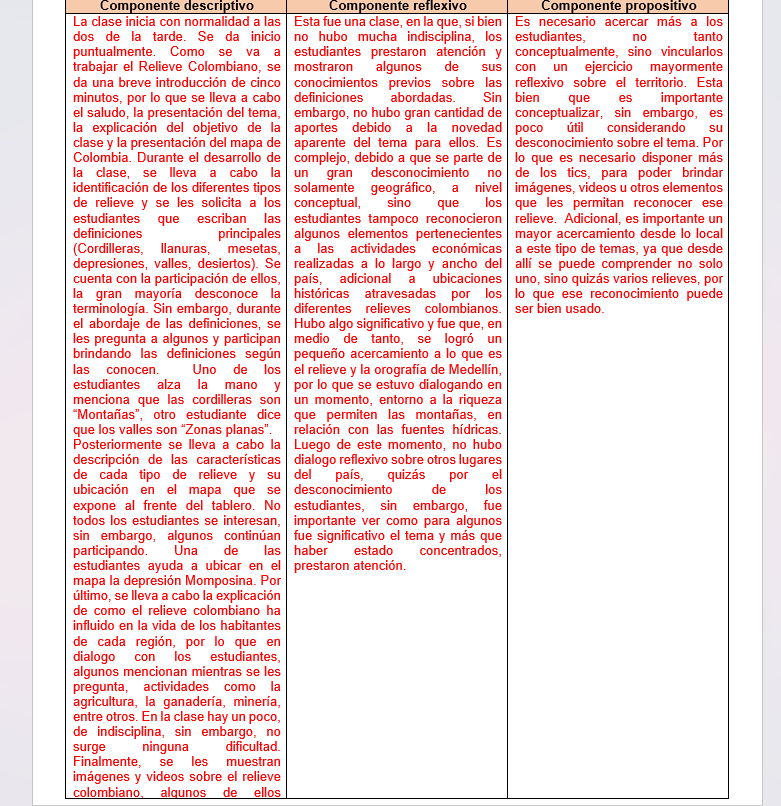 Componente descriptivo
La clase inicia con normalidad a las
dos de la tarde. Se da inicio
puntualmente. Como se va a
trabajar el Relieve Colombiano, se
da una breve introducción de cinco
minutos, por lo que se lleva a cabo
el saludo, la presentación del tema,
la explicación del objetivo de la
clase y la presentación del mapa de
Colombia. Durante el desarrollo de
la clase, se lleva a cabo la
identificación de los diferentes tipos
de relieve y se les solicita a los
estudiantes que escriban las
definiciones principales
(Cordilleras, llanuras, mesetas,
depresiones, valles, desiertos). Se
cuenta con la participación de ellos,
la gran mayoría desconoce la
terminología. Sin embargo, durante
el abordaje de las definiciones, se
les pregunta a algunos y participan
brindando las definiciones según
las conocen. Uno de los
estudiantes alza la mano y
menciona que las cordilleras son
“Montañas”, otro estudiante dice
que los valles son “Zonas planas”.
Posteriormente se lleva a cabo la
descripción de las características
de cada tipo de relieve y su
ubicación en el mapa que se
expone al frente del tablero. No
todos los estudiantes se interesan,
sin embargo, algunos continúan
participando. Una de las
estudiantes ayuda a ubicar en el
mapa la depresión Momposina. Por
último, se lleva a cabo la explicación
de como el relieve colombiano ha
influido en la vida de los habitantes
de cada región, por lo que en
dialogo con los estudiantes,
algunos mencionan mientras se les
pregunta, actividades como la
agricultura, la ganadería, minería,
entre otros. En la clase hay un poco,
de indisciplina, sin embargo, no
surge ninguna dificultad.
Finalmente, se les muestran
imágenes y videos sobre el relieve
colombiano, algunos de ellos
Componente reflexivo
Esta fue una clase, en la que, si bien
no hubo mucha indisciplina, los
estudiantes prestaron atención y
mostraron algunos de sus
conocimientos previos sobre las
definiciones abordadas. Sin
embargo, no hubo gran cantidad de
aportes debido a la novedad
aparente del tema para ellos. Es
complejo, debido a que se parte de
un gran desconocimiento no
solamente geográfico, a nivel
conceptual, sino que los
estudiantes tampoco reconocieron
algunos elementos pertenecientes
a las actividades económicas
realizadas a lo largo y ancho del
país, adicional a ubicaciones
históricas atravesadas por los
diferentes relieves colombianos.
Hubo algo significativo y fue que, en
medio de tanto, se logró un
pequeño acercamiento a lo que es
el relieve y la orografía de Medellín,
por lo que se estuvo dialogando en
un momento, entorno a la riqueza
que permiten las montañas, en
relación con las fuentes hídricas.
Luego de este momento, no hubo
dialogo reflexivo sobre otros lugares
del país, quizás por el
desconocimiento de los
estudiantes, sin embargo, fue
importante ver como para algunos
fue significativo el tema y más que
haber estado concentrados,
prestaron atención.
Componente propositivo
Es necesario acercar más a los
estudiantes, no tanto
conceptualmente, sino vincularlos
con un ejercicio mayormente
reflexivo sobre el territorio. Esta
bien que es importante
conceptualizar, sin embargo, es
poco útil considerando su
desconocimiento sobre el tema. Por
lo que es necesario disponer más
de los tics, para poder brindar
imágenes, videos u otros elementos
que les permitan reconocer ese
relieve. Adicional, es importante un
mayor acercamiento desde lo local
a este tipo de temas, ya que desde
allí se puede comprender no solo
uno, sino quizás varios relieves, por
lo que ese reconocimiento puede
ser bien usado.